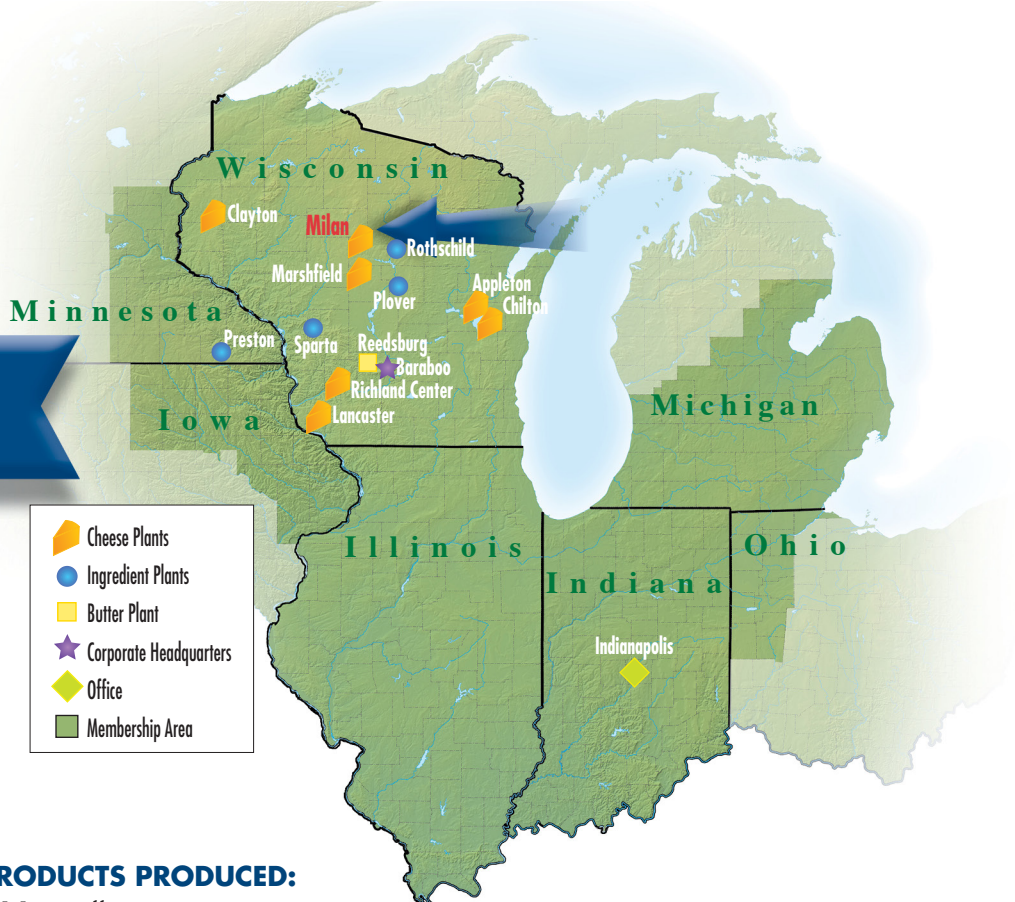 Wisconsin
Clayton
Milan
Rothschild
Marshfield
Appleton
Plover
Chilton
Minnesota
Preston
Sparta
Reedsburg
Baraboo
Richland Center
Michigan
Iowa
Lancaster
Cheese Plants
Ingredient Plants
Butter Plant
Corporate Headquarters
Office
Membership Area
Illinois
Ohio
Indiana
Indianapolis
RODUCTS PRODUCED: